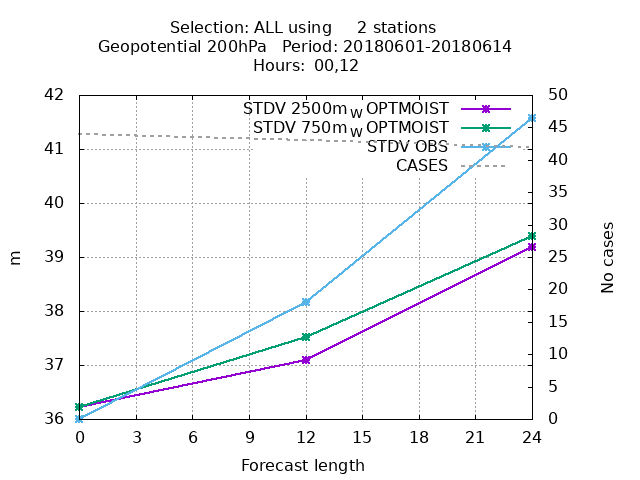 Selection: ALL using     2 stations
Geopotential 200hPa   Period: 20180601-20180614
Hours:  00,12
STDV 2500m_W OPTMOIST
STDV 750m_W OPTMOIST
STDV OBS
CASES
42
41
40
39
38
37
36
m
50
45
40
35
30
25
20
15
10
5
0
No cases
0 3 6 9 12 15 18 21 24
Forecast length